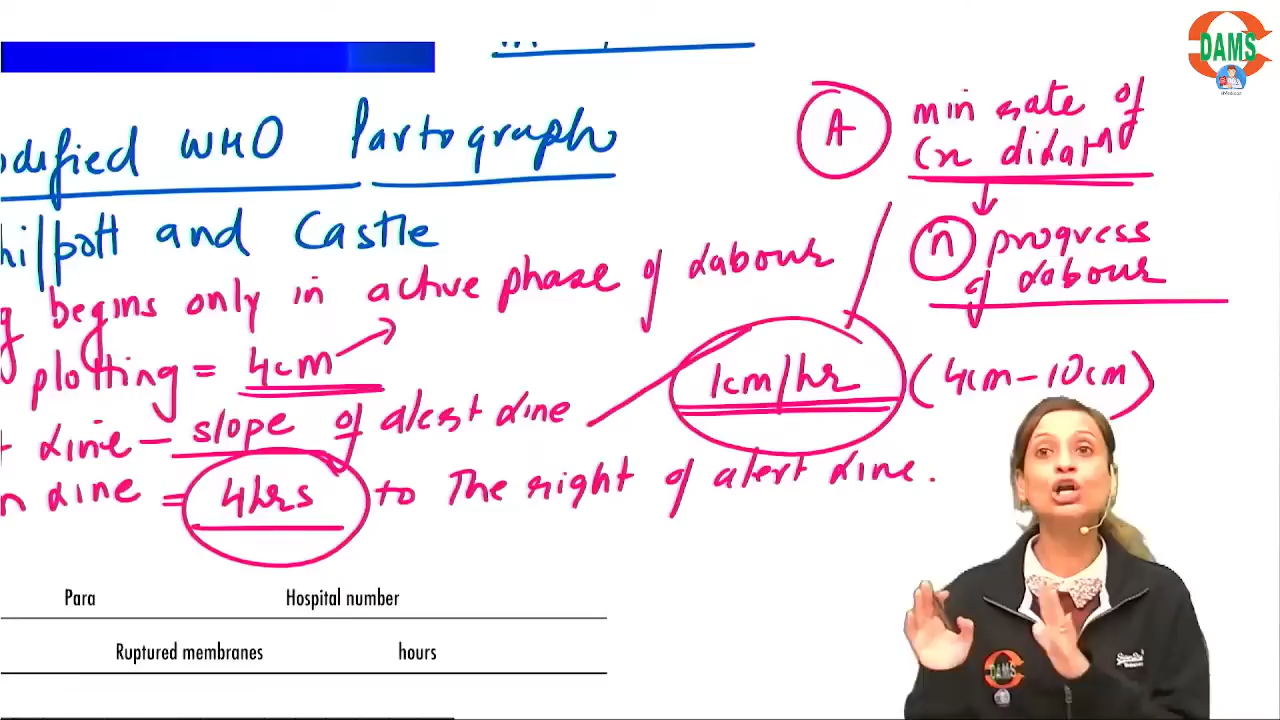 DAMS
odified WHO Partograph
hilpott and Castle
g begins only in active phase of labour
plotting = 4cm
t line - slope of alert line
1cm/hr (4cm - 10cm)
n line = 4hrs to the right of alert line.
A min rate of
Cx dilatn
n progress
of labour
Para Hospital number
Ruptured membranes hours
DAMS